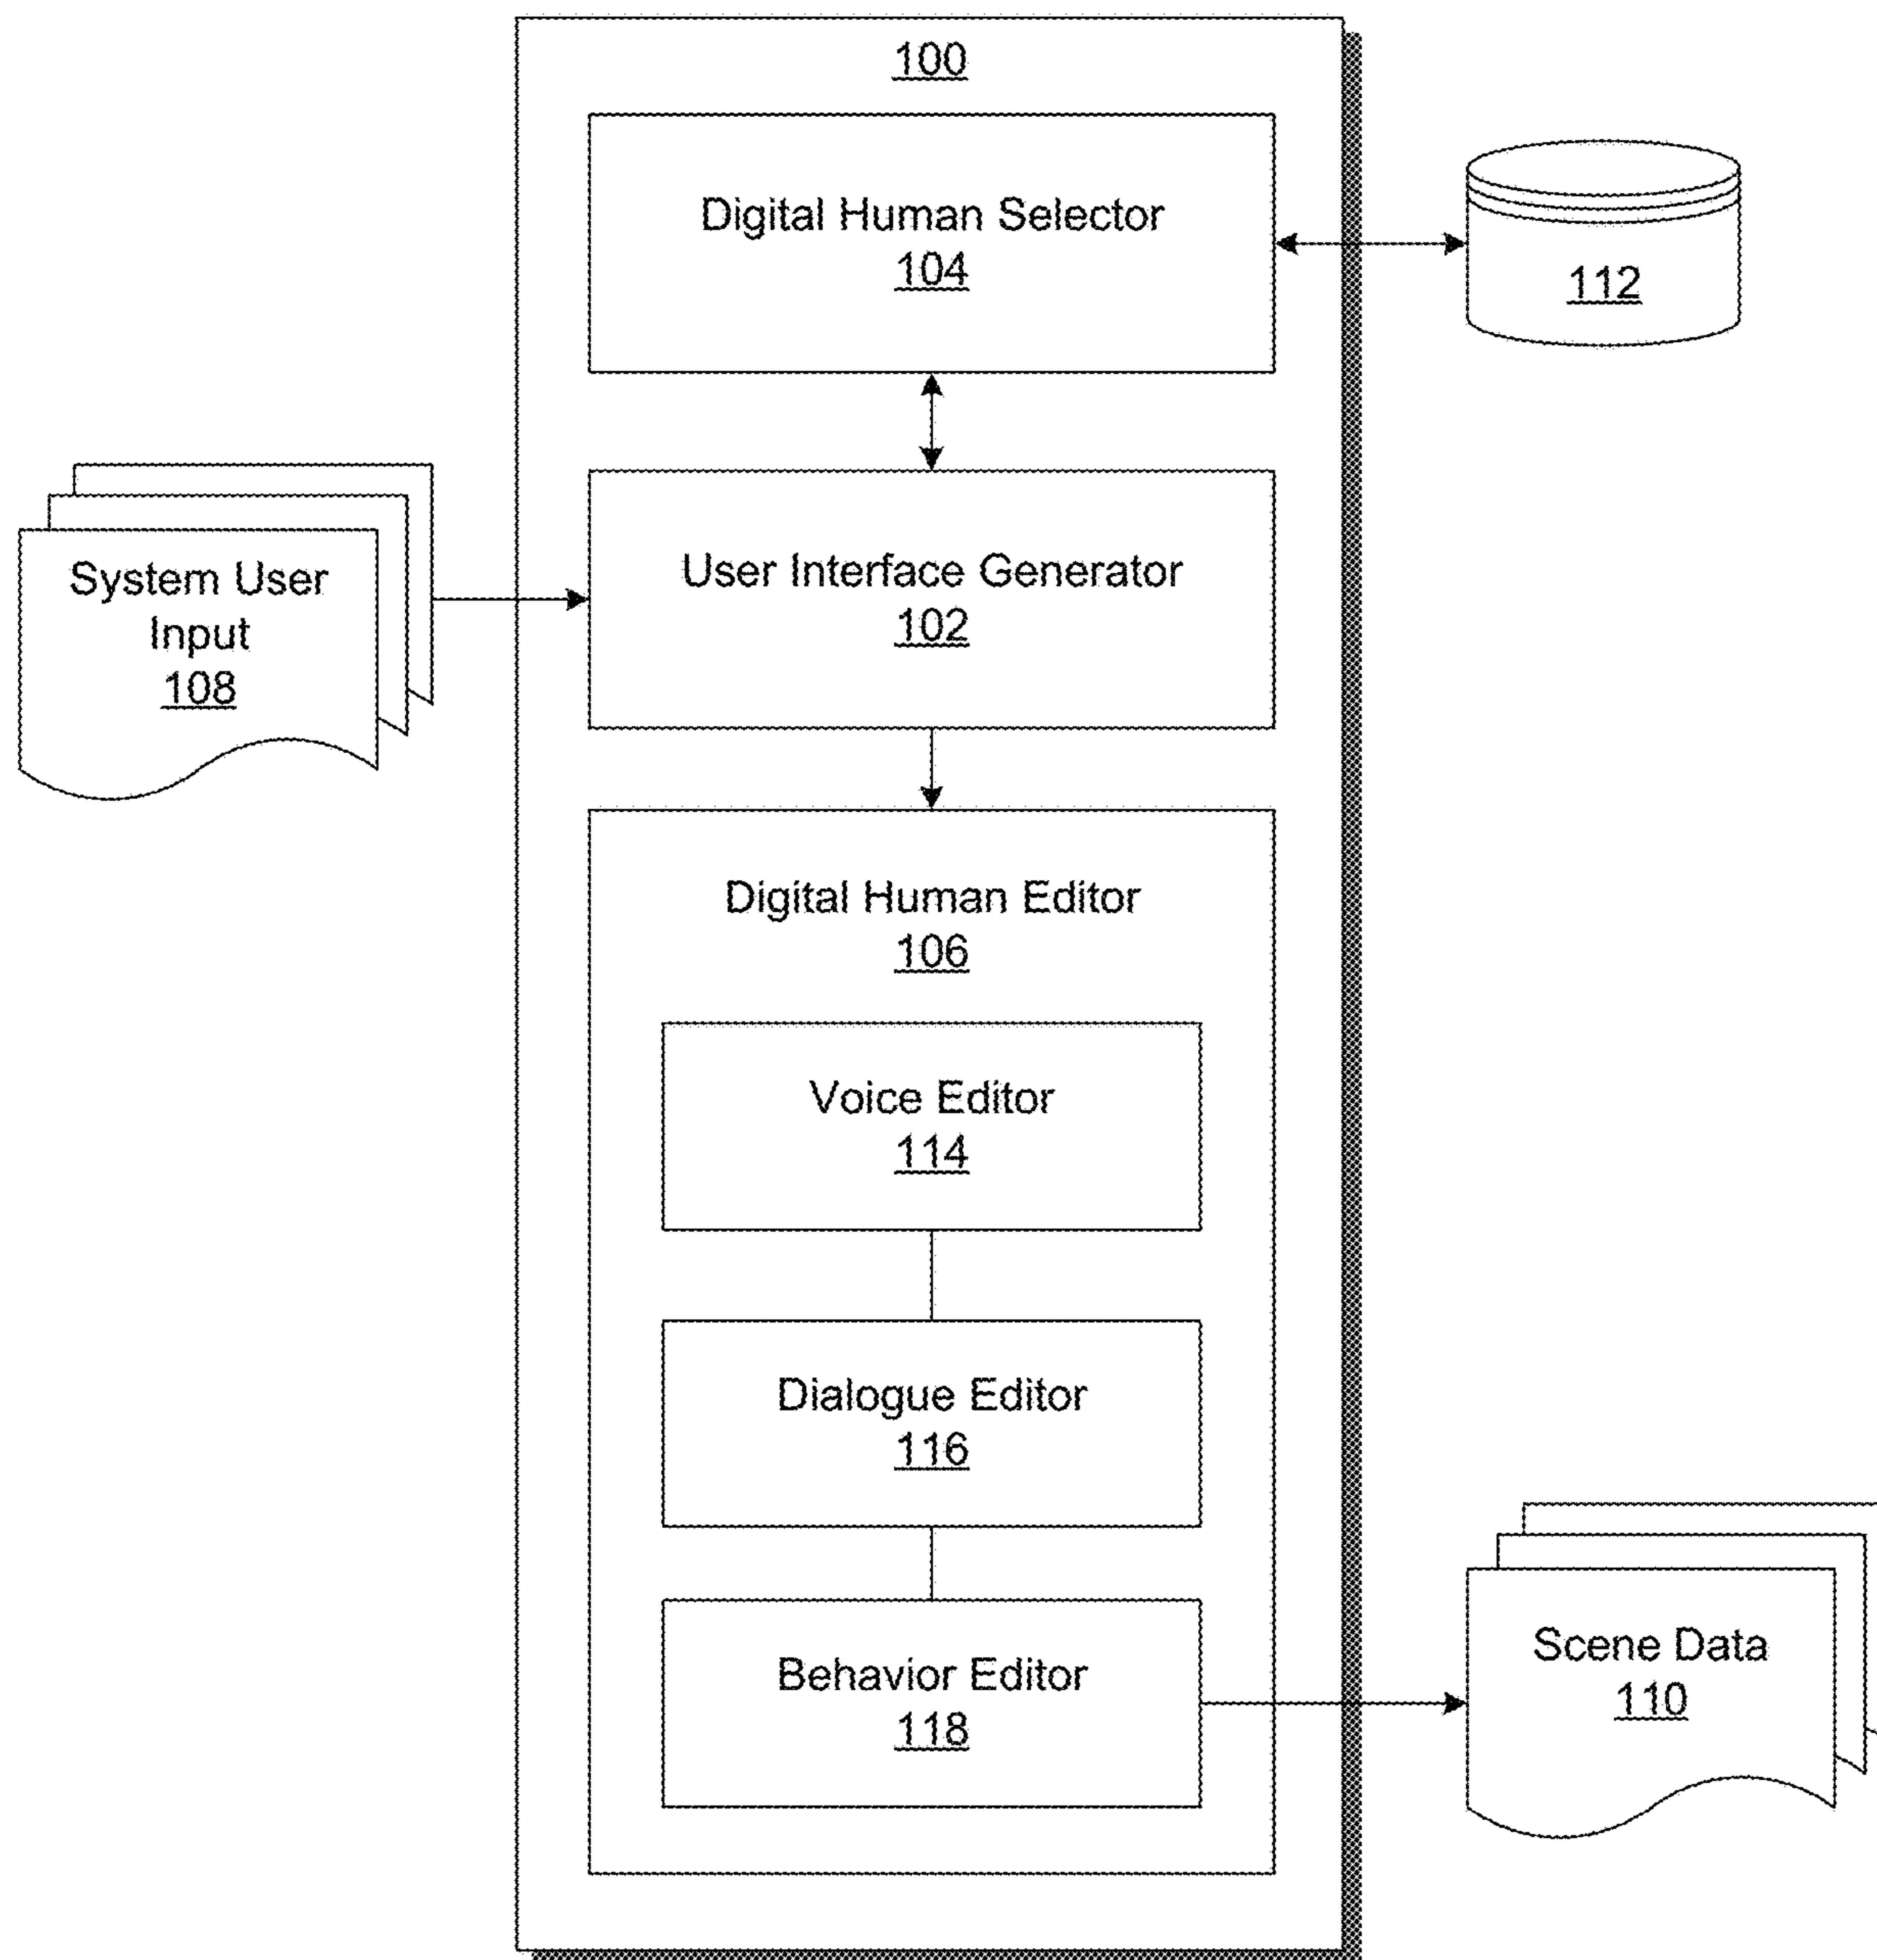 100
Digital Human Selector
104
112
System User
Input
108
User Interface Generator
102
Digital Human Editor
106
Voice Editor
114
Dialogue Editor
116
Behavior Editor
118
Scene Data
110